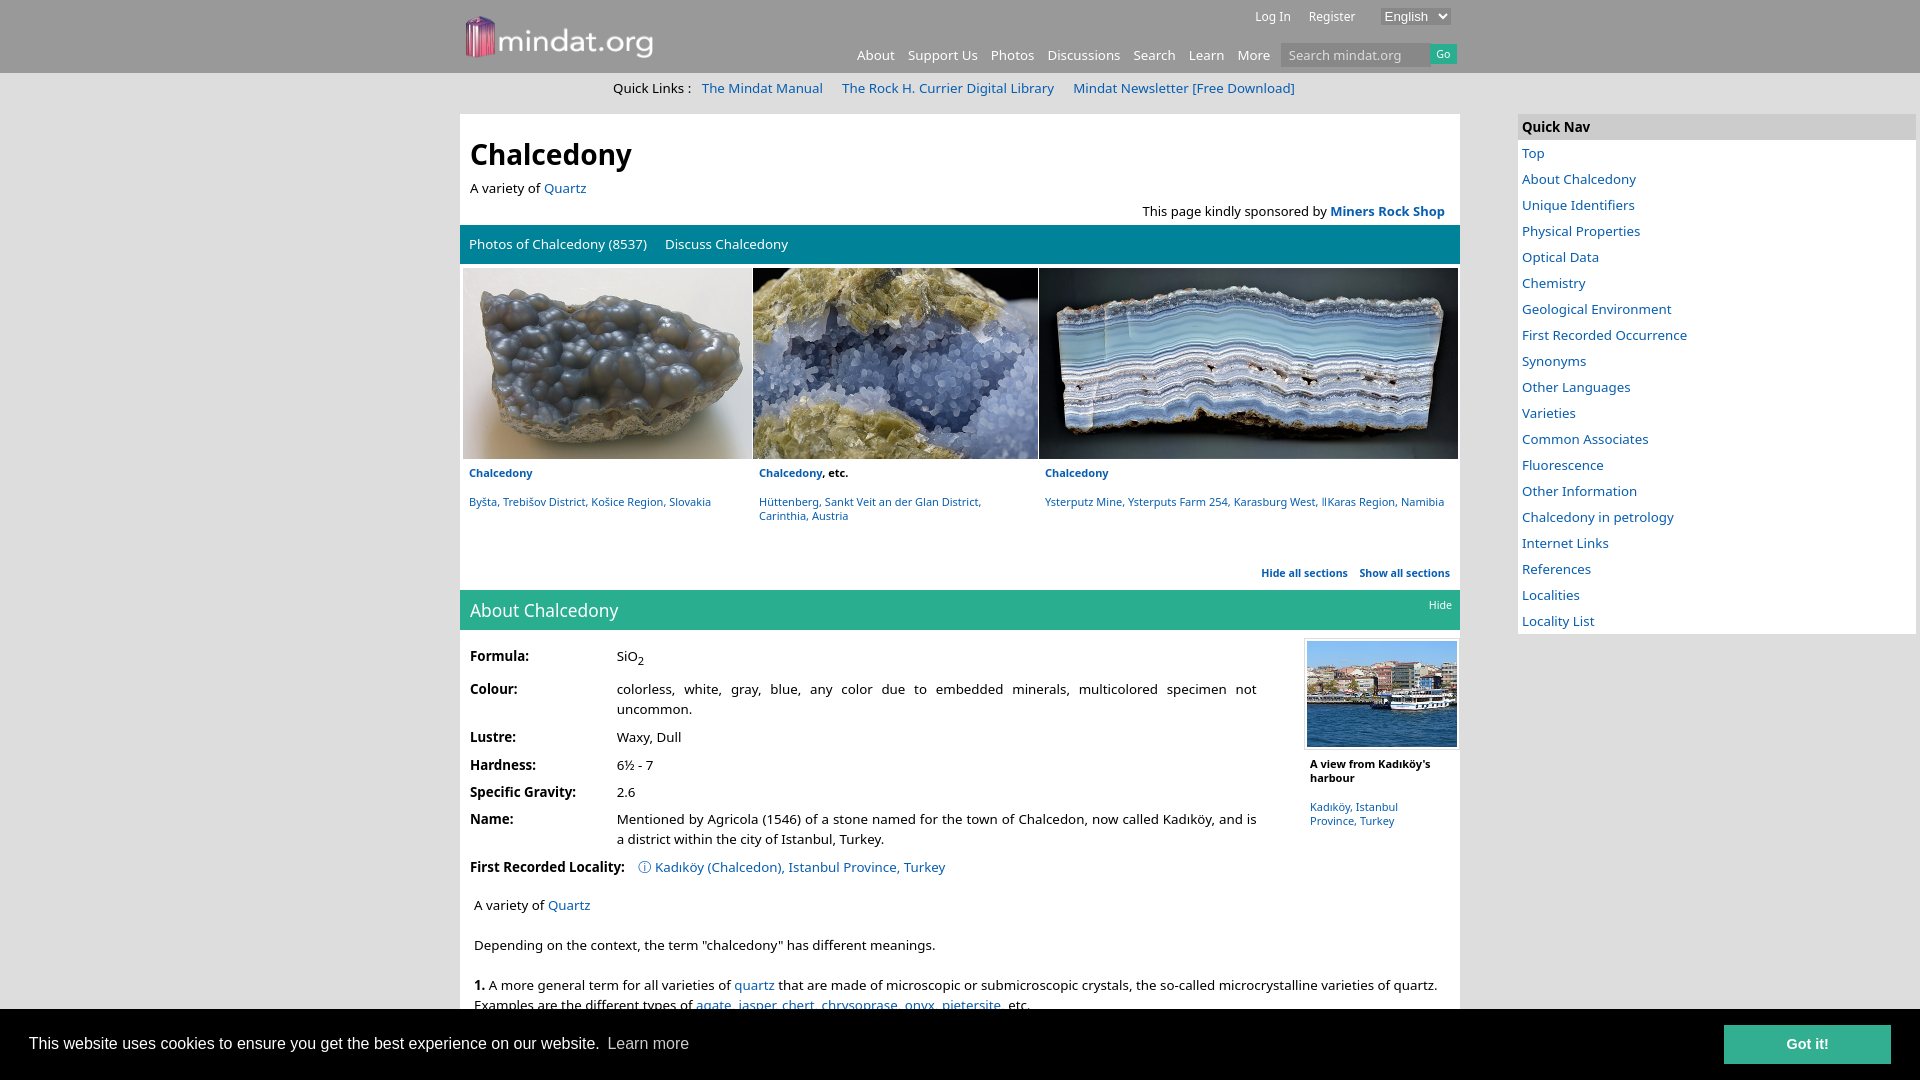 Log In Register English
mindat.org
About Support Us Photos Discussions Search Learn More Search mindat.org Go
Quick Links : The Mindat Manual The Rock H. Currier Digital Library Mindat Newsletter [Free Download]
Chalcedony
A variety of Quartz
This page kindly sponsored by Miners Rock Shop
Photos of Chalcedony (8537) Discuss Chalcedony
Chalcedony
Byšta, Trebišov District, Košice Region, Slovakia
Chalcedony, etc.
Hüttenberg, Sankt Veit an der Glan District,
Carinthia, Austria
Chalcedony
Ysterputz Mine, Ysterputs Farm 254, Karasburg West, ǁKaras Region, Namibia
Hide all sections Show all sections
About Chalcedony
Hide
Formula: SiO₂
Colour: colorless, white, gray, blue, any color due to embedded minerals, multicolored specimen not
uncommon.
Lustre: Waxy, Dull
Hardness: 6½ - 7
Specific Gravity: 2.6
Name: Mentioned by Agricola (1546) of a stone named for the town of Chalcedon, now called Kadıköy, and is
a district within the city of Istanbul, Turkey.
First Recorded Locality: ⓘ Kadıköy (Chalcedon), Istanbul Province, Turkey
A view from Kadıköy's
harbour
Kadıköy, Istanbul
Province, Turkey
A variety of Quartz
Depending on the context, the term "chalcedony" has different meanings.
1. A more general term for all varieties of quartz that are made of microscopic or submicroscopic crystals, the so-called microcrystalline varieties of quartz.
Examples are the different types of agate, jasper, chert, chrysoprase, onyx, pietersite, etc.
Quick Nav
Top
About Chalcedony
Unique Identifiers
Physical Properties
Optical Data
Chemistry
Geological Environment
First Recorded Occurrence
Synonyms
Other Languages
Varieties
Common Associates
Fluorescence
Other Information
Chalcedony in petrology
Internet Links
References
Localities
Locality List
This website uses cookies to ensure you get the best experience on our website. Learn more
Got it!